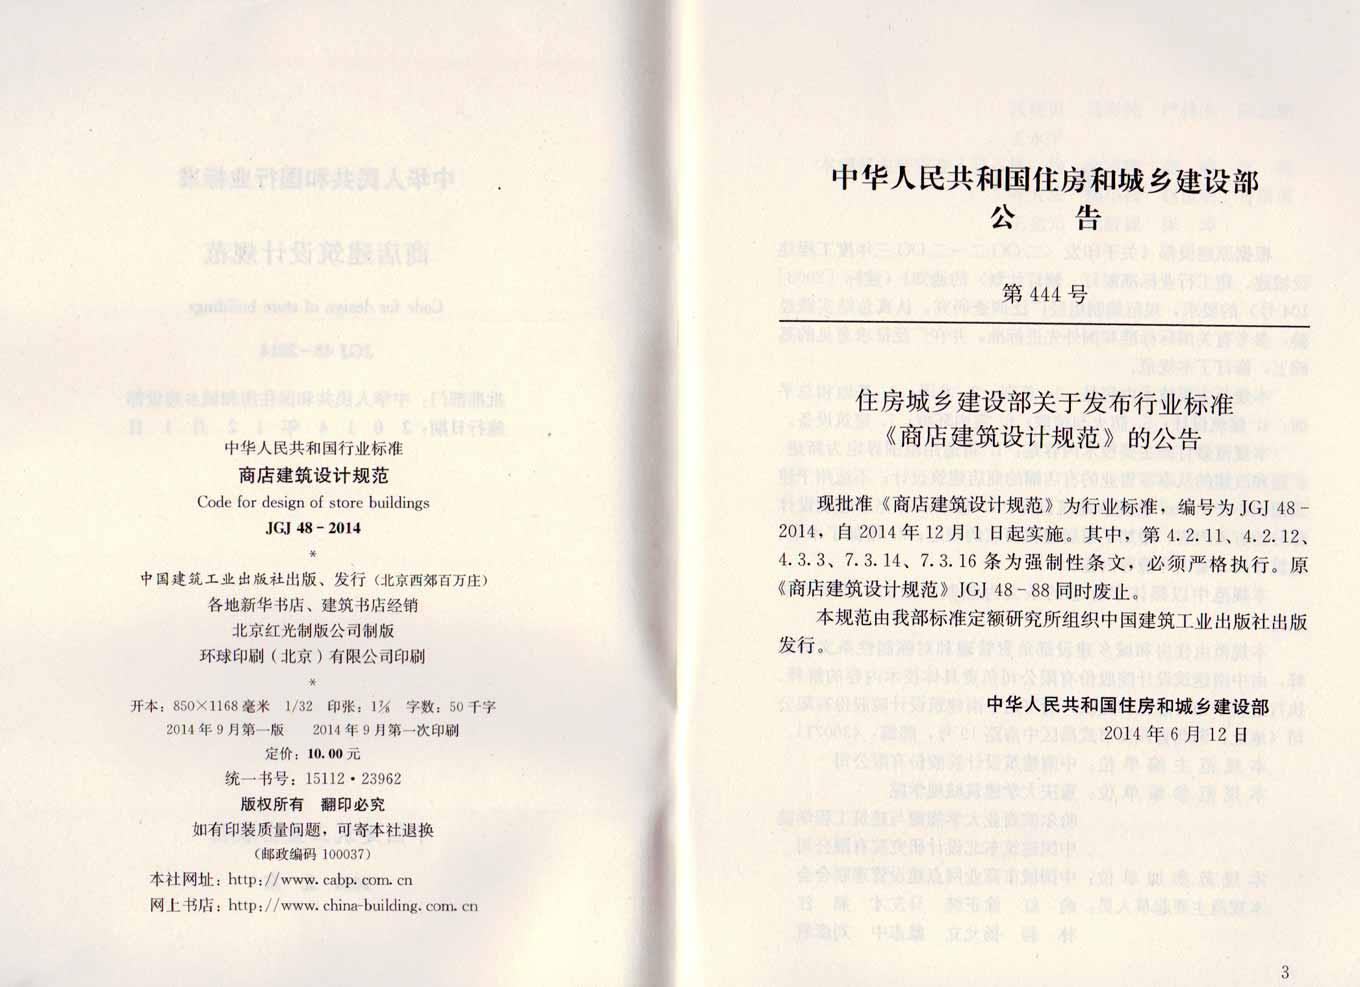 中华人民共和国行业标准
商店建筑设计规范
Code for design of store buildings
JGJ 48-2014
*
中国建筑工业出版社出版、发行（北京西郊百万庄）
各地新华书店、建筑书店经销
北京红光制版公司制版
环球印刷（北京）有限公司印刷
*
开本：850×1168毫米 1/32 印张：1⅞ 字数：50千字
2014年9月第一版 2014年9月第一次印刷
定价：10.00元
统一书号：15112·23962
版权所有 翻印必究
如有印装质量问题，可寄本社退换
（邮政编码 100037）
本社网址：http://www.cabp.com.cn
网上书店：http://www.china-building.com.cn
中华人民共和国住房和城乡建设部
公 告
第444号
住房城乡建设部关于发布行业标准
《商店建筑设计规范》的公告
现批准《商店建筑设计规范》为行业标准，编号为JGJ 48-
2014，自2014年12月1日起实施。其中，第4.2.11、4.2.12、
4.3.3、7.3.14、7.3.16条为强制性条文，必须严格执行。原
《商店建筑设计规范》JGJ 48-88同时废止。
本规范由我部标准定额研究所组织中国建筑工业出版社出版
发行。
中华人民共和国住房和城乡建设部
2014年6月12日
3